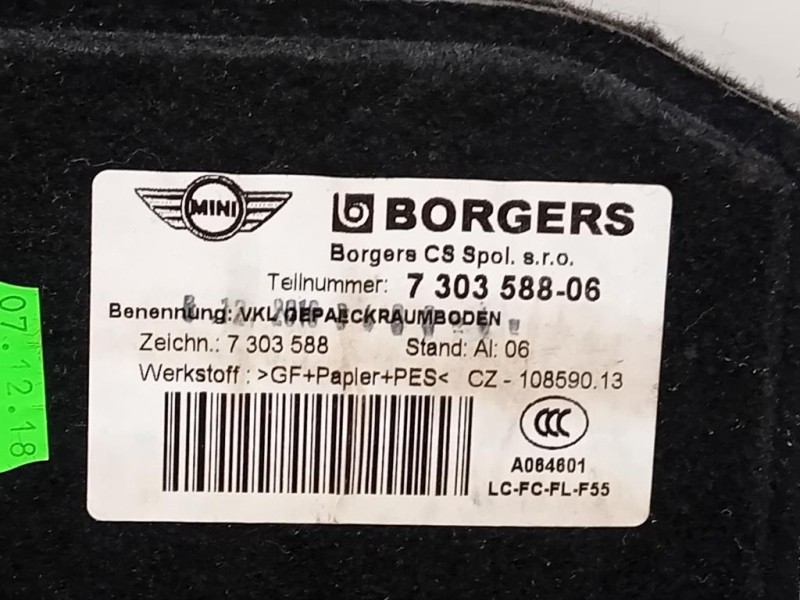 MINI
BORGERS
Borgers CS Spol. s.r.o.
Teilnummer: 7 303 588-06
Benennung: VKL GEPAECKRAUMBODEN
Zeichn.: 7 303 588 Stand: AI: 06
Werkstoff : >GF+Papier+PES< CZ - 108590.13
CCC
A064601
LC-FC-FL-F55
07.12.18